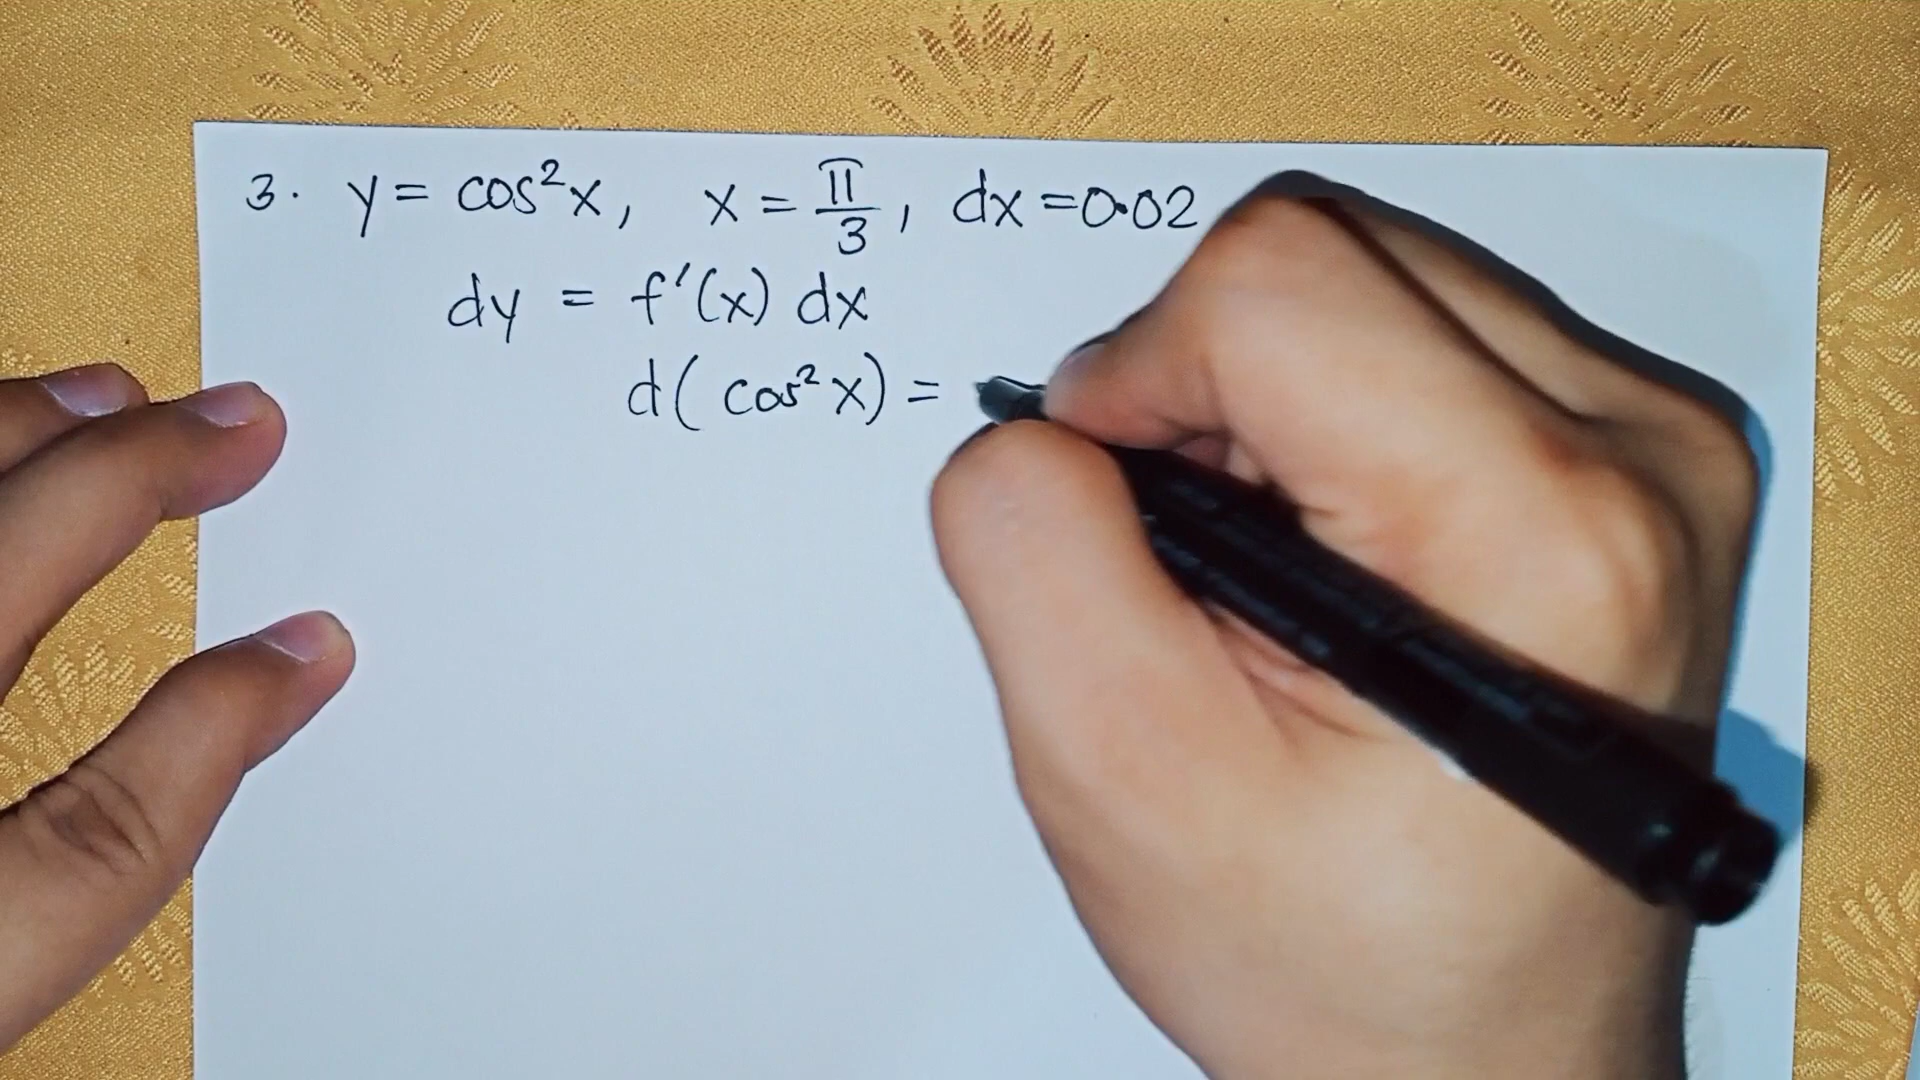 3. y = cos²x, x = π/3, dx = 0.02
dy = f'(x) dx
d(cos²x) =